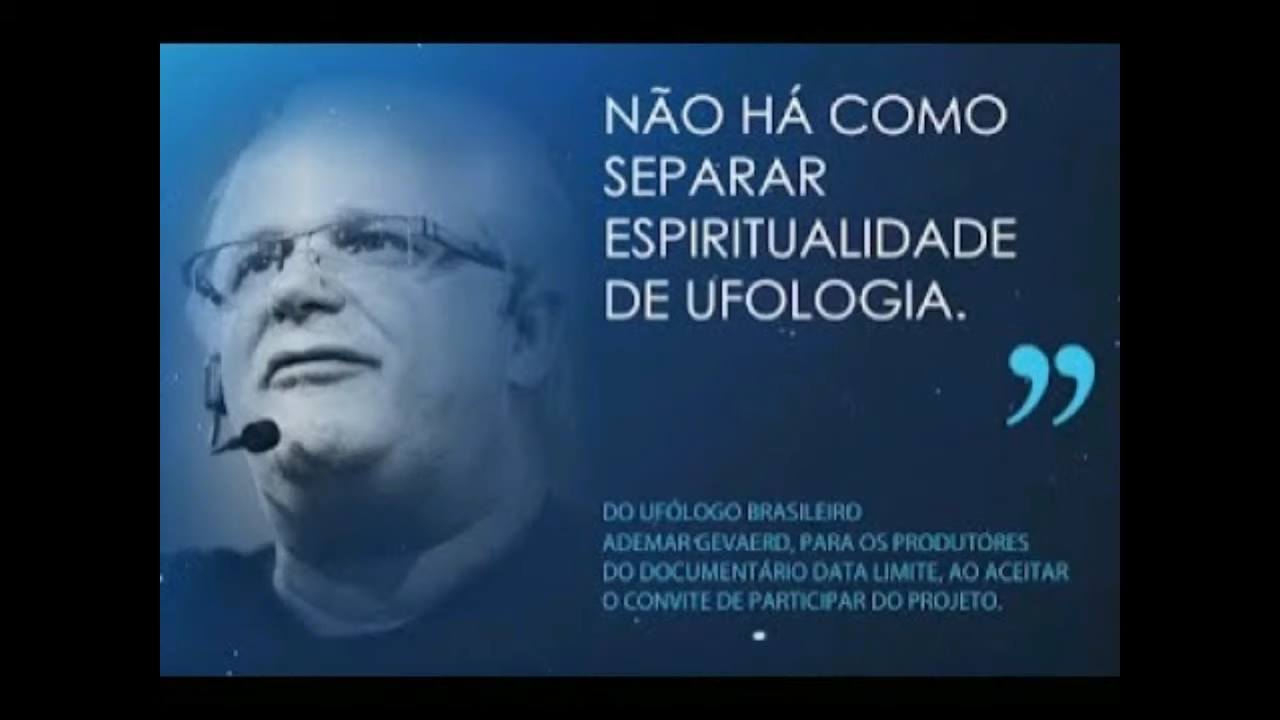 NÃO HÁ COMO
SEPARAR
ESPIRITUALIDADE
DE UFOLOGIA.
”
DO UFÓLOGO BRASILEIRO
ADEMAR GEVAERD, PARA OS PRODUTORES
DO DOCUMENTÁRIO DATA LIMITE, AO ACEITAR
O CONVITE DE PARTICIPAR DO PROJETO.